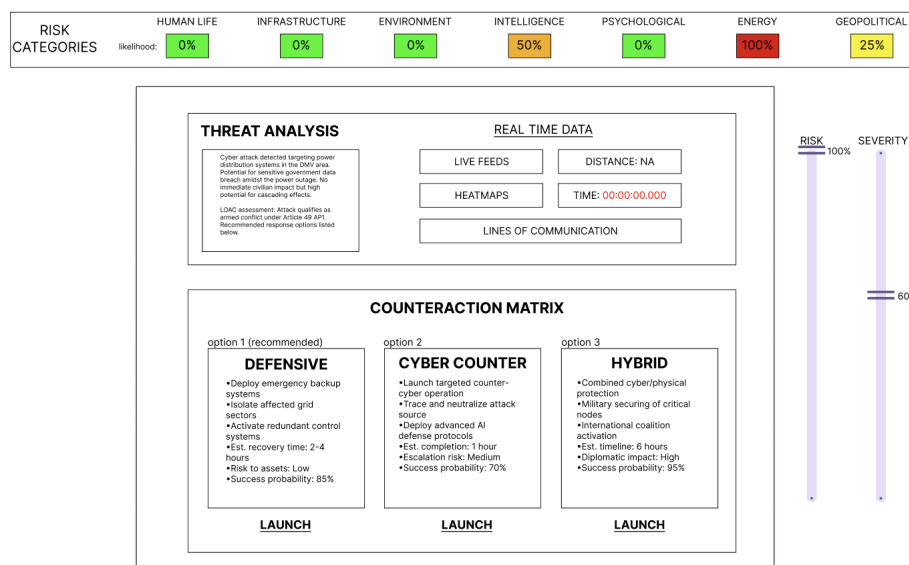 RISK
CATEGORIES
HUMAN LIFE
INFRASTRUCTURE
ENVIRONMENT
INTELLIGENCE
PSYCHOLOGICAL
ENERGY
GEOPOLITICAL
likelihood:
0%
0%
0%
50%
0%
100%
25%
THREAT ANALYSIS
Cyber attack detected targeting power
distribution systems in the DMV area.
Potential for sensitive government data
breach amidst the power outage. No
immediate civilian impact but high
potential for cascading effects.
LOAC assessment: Attack qualifies as
armed conflict under Article 49 AP1.
Recommended response options listed
below.
REAL TIME DATA
LIVE FEEDS
DISTANCE: NA
HEATMAPS
TIME: 00:00:00.000
LINES OF COMMUNICATION
RISK
100%
SEVERITY
60
COUNTERACTION MATRIX
option 1 (recommended)
DEFENSIVE
•Deploy emergency backup
systems
•Isolate affected grid
sectors
•Activate redundant control
systems
•Est. recovery time: 2-4
hours
•Risk to assets: Low
•Success probability: 85%
LAUNCH
option 2
CYBER COUNTER
•Launch targeted counter-
cyber operation
•Trace and neutralize attack
source
•Deploy advanced AI
defense protocols
•Est. completion: 1 hour
•Escalation risk: Medium
•Success probability: 70%
LAUNCH
option 3
HYBRID
•Combined cyber/physical
protection
•Military securing of critical
nodes
•International coalition
activation
•Est. timeline: 6 hours
•Diplomatic impact: High
•Success probability: 95%
LAUNCH